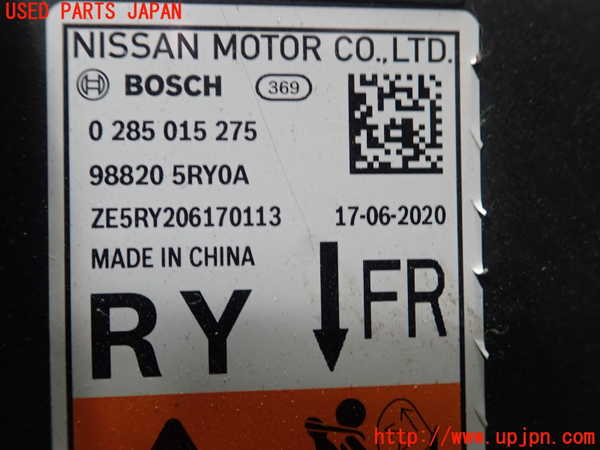 USED PARTS JAPAN
NISSAN MOTOR CO.,LTD.
BOSCH 369
0 285 015 275
98820 5RY0A
ZE5RY206170113 17-06-2020
MADE IN CHINA
RY FR
http://www.upjpn.com/